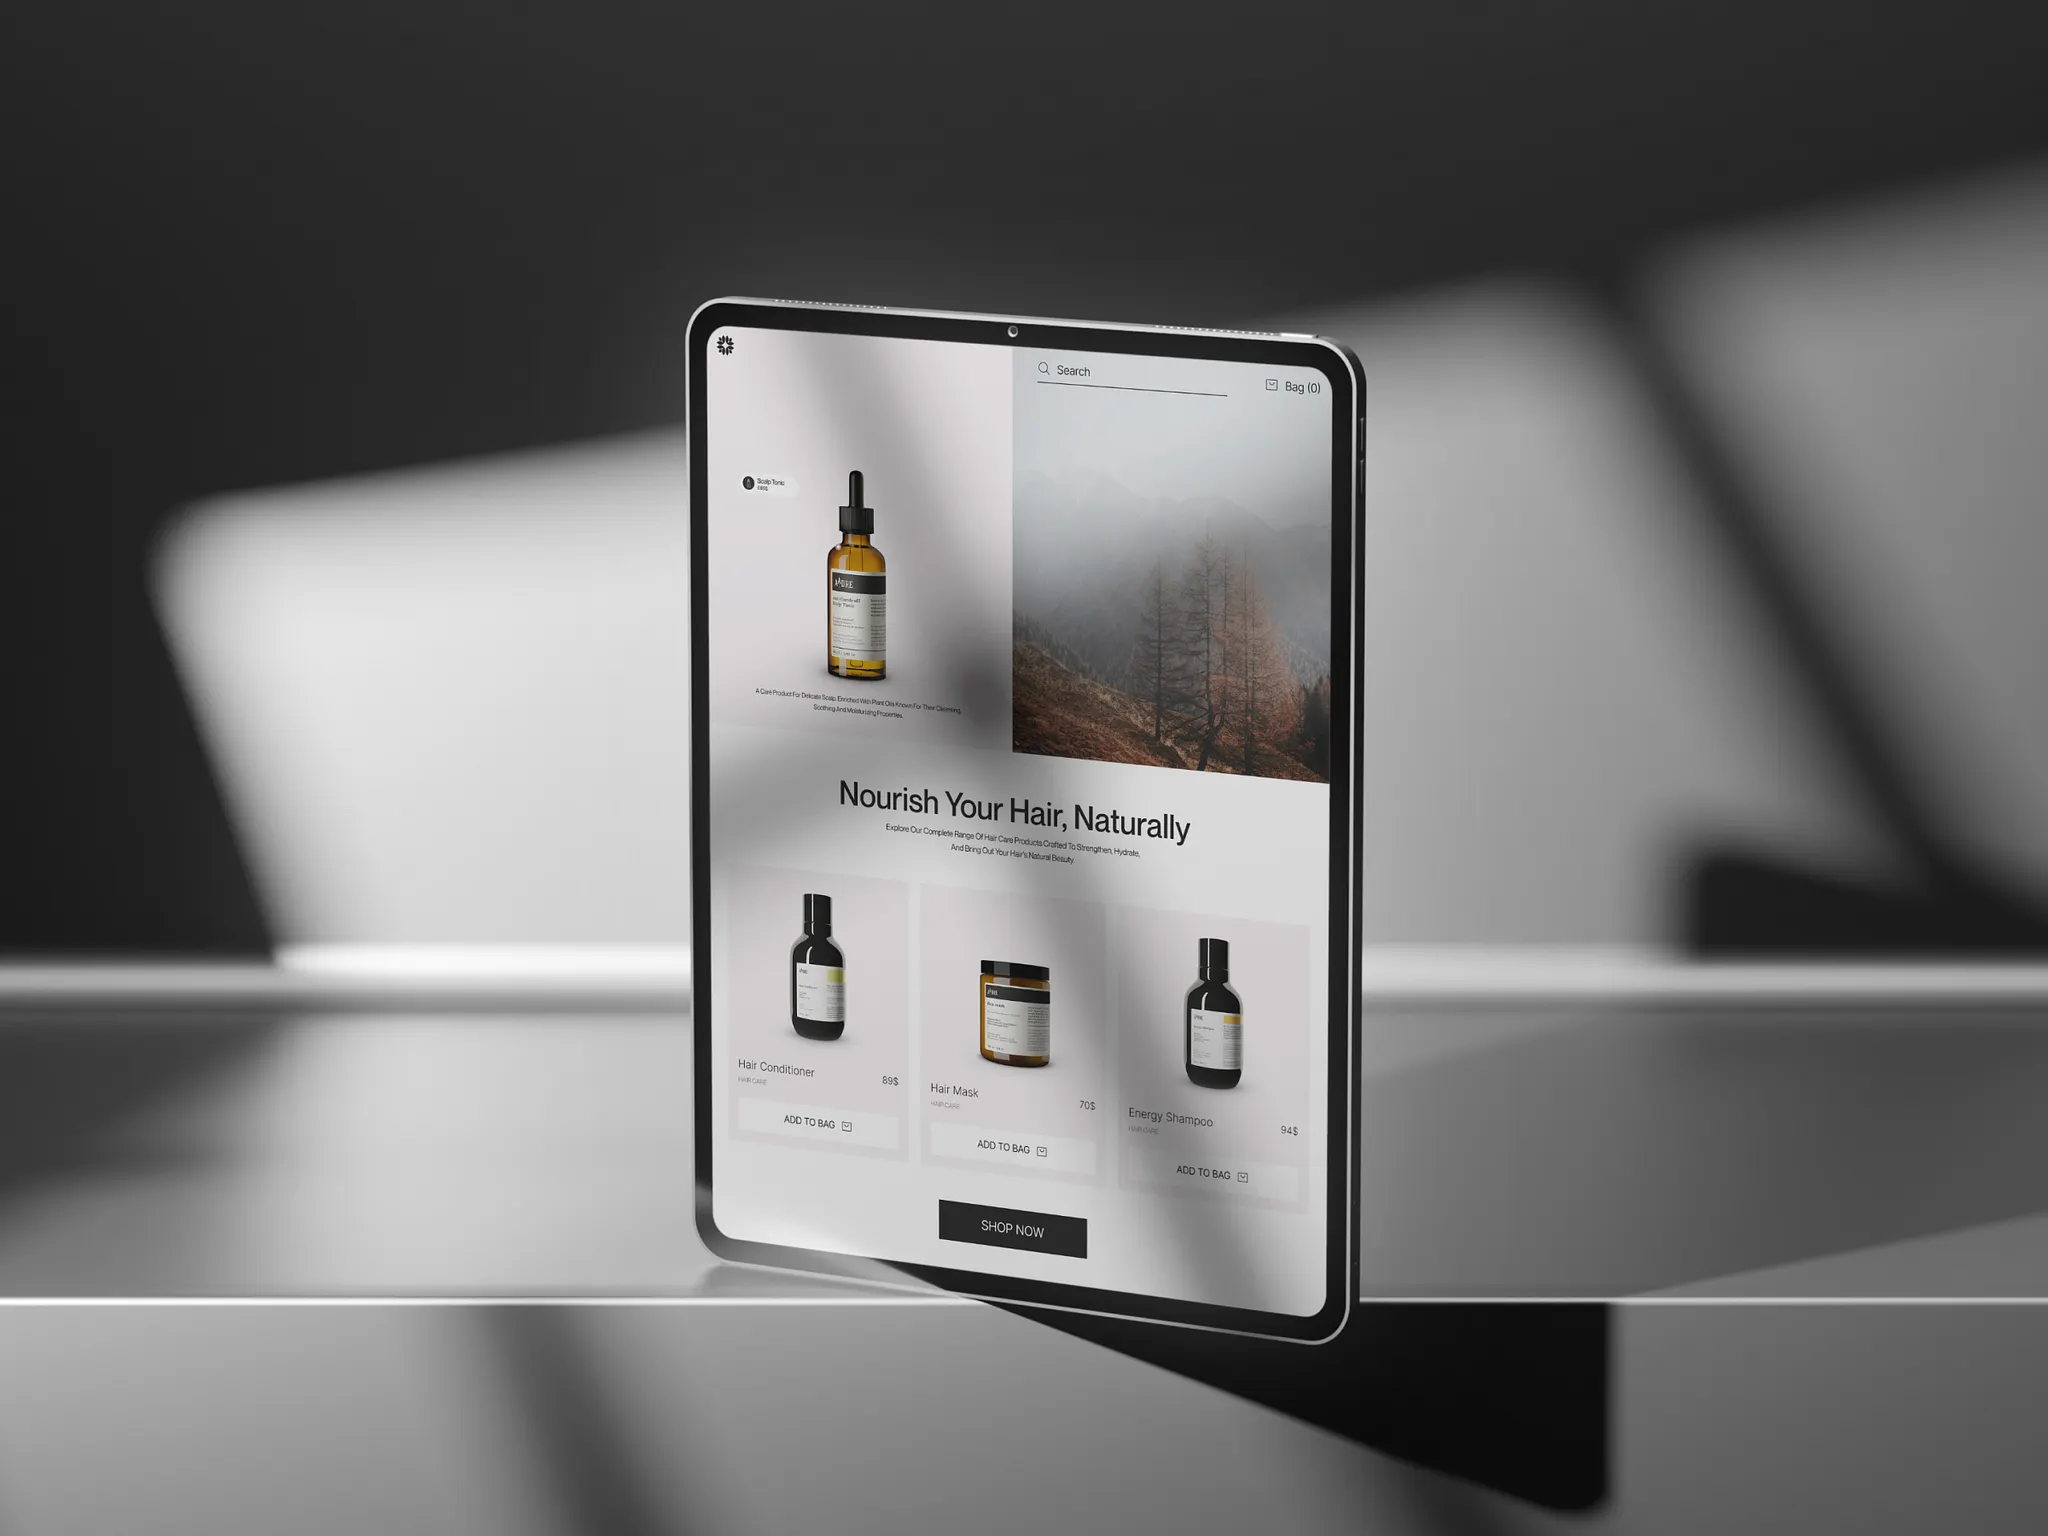 Search
Bag (0)
Scalp Tonic
A Care Product For Delicate Scalp, Enriched With Plant Oils Known For Their Cleansing,
Soothing And Moisturizing Properties.
Nourish Your Hair, Naturally
Explore Our Complete Range Of Hair Care Products Crafted To Strengthen, Hydrate,
And Bring Out Your Hair's Natural Beauty
Hair Conditioner
HAIR CARE
89$
ADD TO BAG
Hair Mask
HAIR CARE
70$
ADD TO BAG
Energy Shampoo
HAIR CARE
94$
ADD TO BAG
SHOP NOW